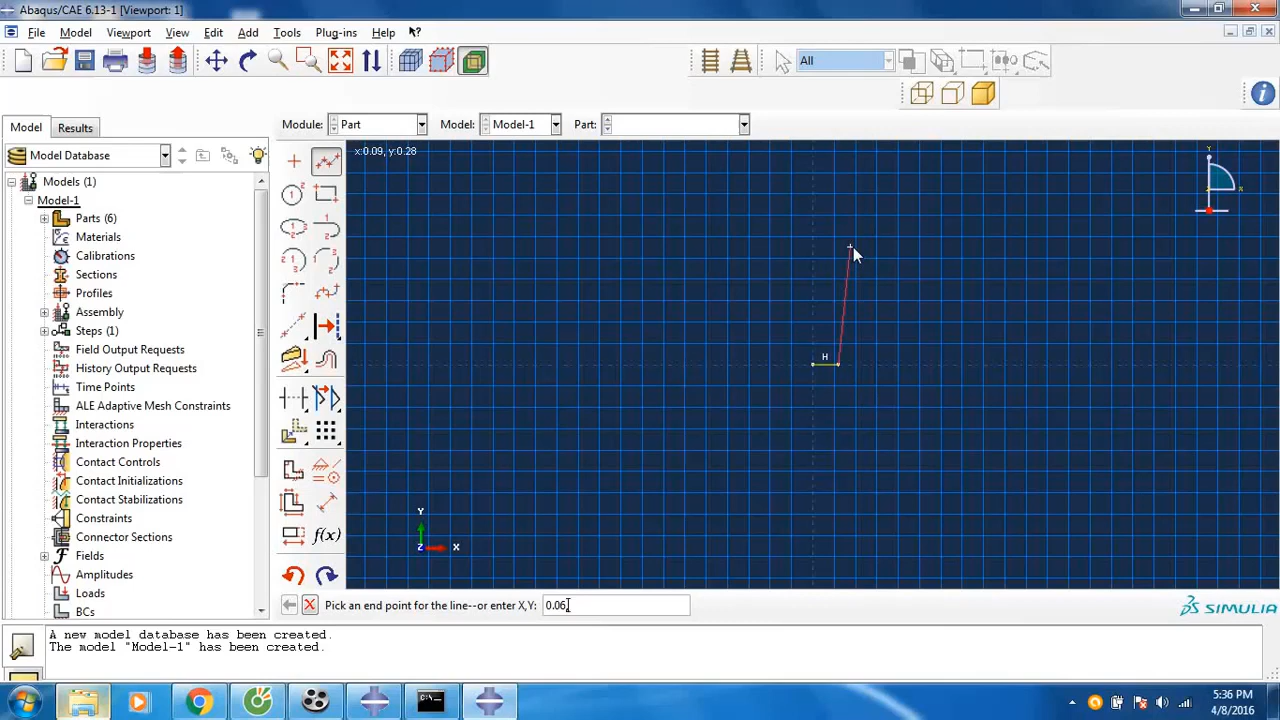 Abaqus/CAE 6.13-1 [Viewport: 1]
File Model Viewport View Edit Add Tools Plug-ins Help
All
Model Results
Module: Part Model: Model-1 Part:
Model Database
x:0.09, y:0.28
Models (1)
Model-1
Parts (6)
Materials
Calibrations
Sections
Profiles
Assembly
Steps (1)
Field Output Requests
History Output Requests
Time Points
ALE Adaptive Mesh Constraints
Interactions
Interaction Properties
Contact Controls
Contact Initializations
Contact Stabilizations
Constraints
Connector Sections
Fields
Amplitudes
Loads
BCs
f(x)
H
Y
X
Z
Y
X
Pick an end point for the line--or enter X,Y: 0.06
SIMULIA
A new model database has been created.
The model "Model-1" has been created.
5:36 PM
4/8/2016